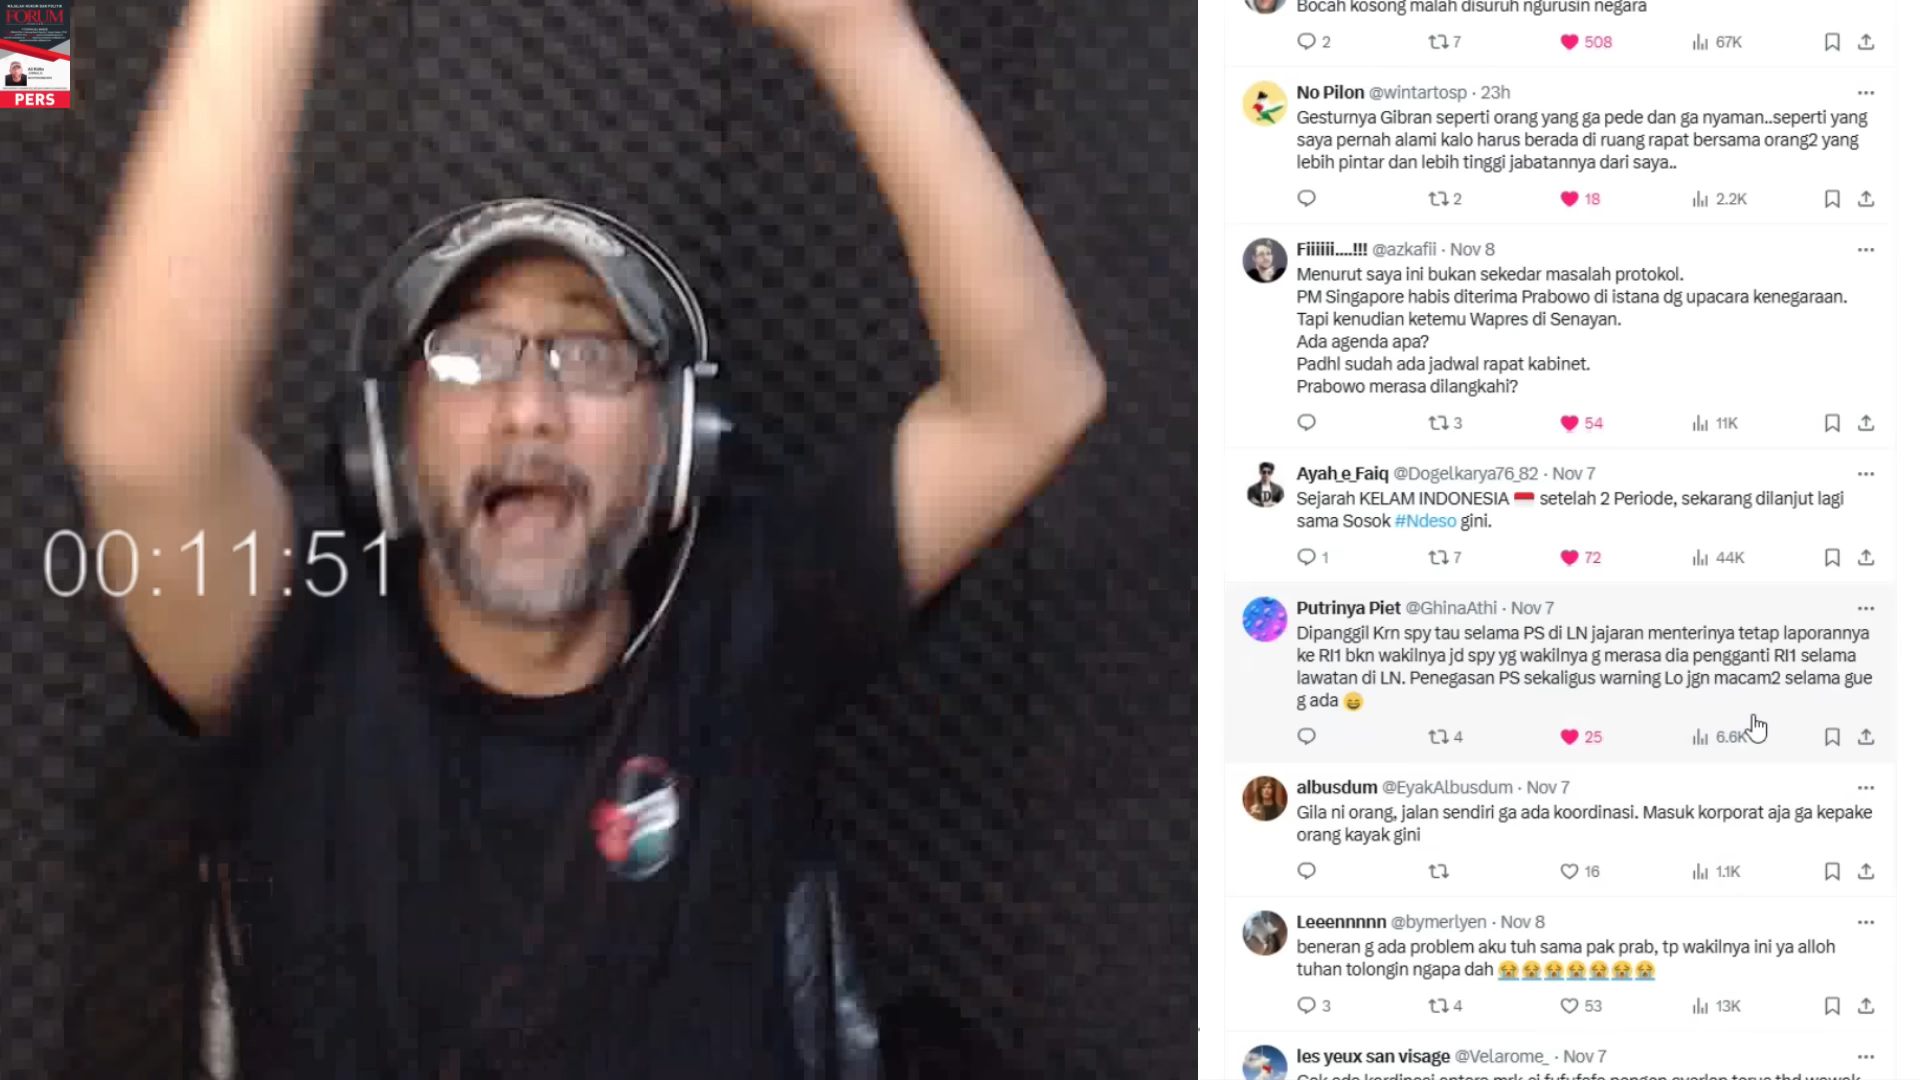 MAJALAH HUKUM DAN POLITIK
FORUM
PERS
00:11:51
Bocah kosong malah disuruh ngurusin negara
2 7 508 67K
No Pilon @wintartosp · 23h
Gesturnya Gibran seperti orang yang ga pede dan ga nyaman..seperti yang
saya pernah alami kalo harus berada di ruang rapat bersama orang2 yang
lebih pintar dan lebih tinggi jabatannya dari saya..
2 18 2.2K
Fiiiiii....!!! @azkafii · Nov 8
Menurut saya ini bukan sekedar masalah protokol.
PM Singapore habis diterima Prabowo di istana dg upacara kenegaraan.
Tapi kenudian ketemu Wapres di Senayan.
Ada agenda apa?
Padhl sudah ada jadwal rapat kabinet.
Prabowo merasa dilangkahi?
3 54 11K
Ayah_e_Faiq @Dogelkarya76_82 · Nov 7
Sejarah KELAM INDONESIA 🇮🇩 setelah 2 Periode, sekarang dilanjut lagi
sama Sosok #Ndeso gini.
1 7 72 44K
Putrinya Piet @GhinaAthi · Nov 7
Dipanggil Krn spy tau selama PS di LN jajaran menterinya tetap laporannya
ke RI1 bkn wakilnya jd spy yg wakilnya g merasa dia pengganti RI1 selama
lawatan di LN. Penegasan PS sekaligus warning Lo jgn macam2 selama gue
g ada 😄
4 25 6.6K
albusdum @EyakAlbusdum · Nov 7
Gila ni orang, jalan sendiri ga ada koordinasi. Masuk korporat aja ga kepake
orang kayak gini
16 1.1K
Leeennnnn @bymerlyen · Nov 8
beneran g ada problem aku tuh sama pak prab, tp wakilnya ini ya alloh
tuhan tolongin ngapa dah 😭😭😭😭😭😭😭
3 4 53 13K
les yeux san visage @Velarome_ · Nov 7